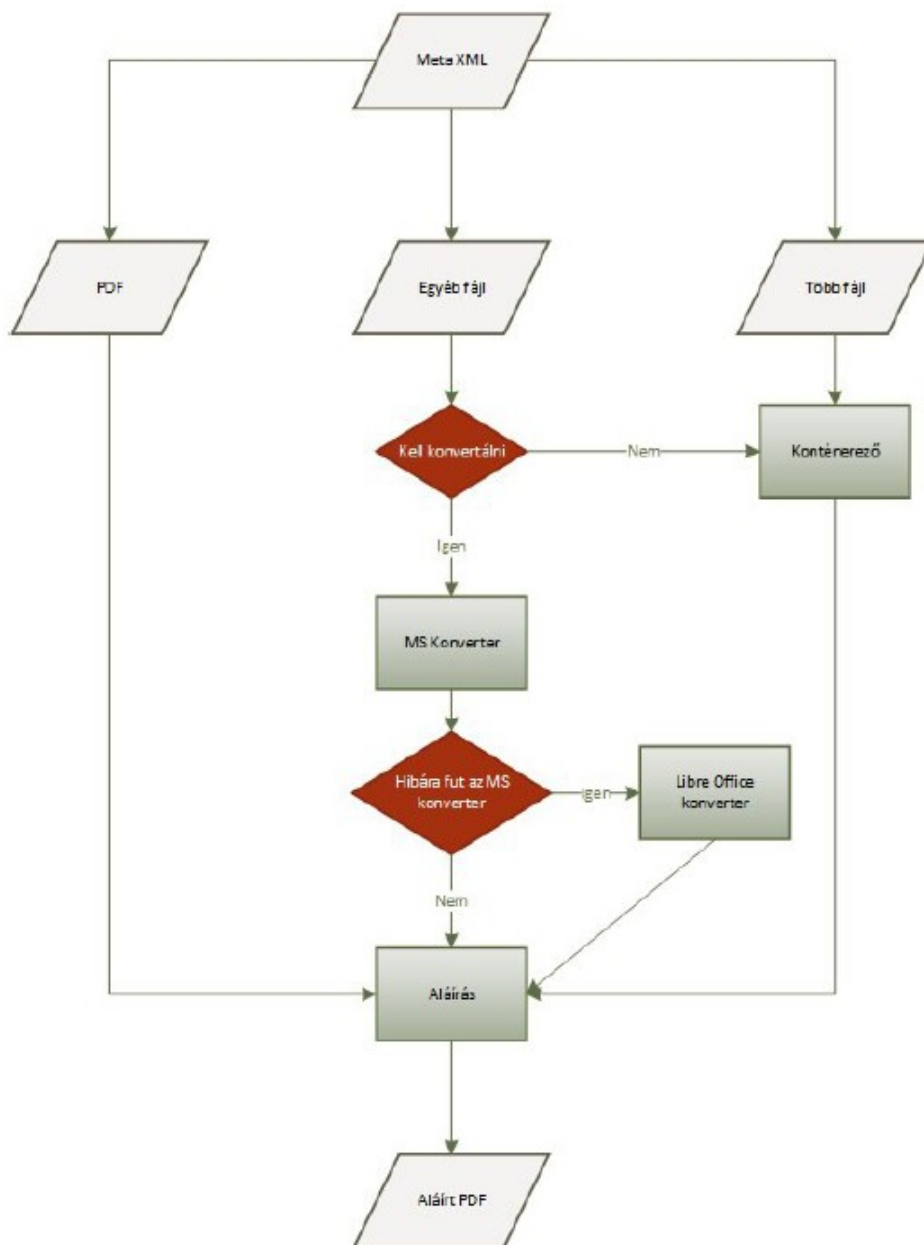 Meta XML
PDF
Egyéb fájl
Több fájl
Kell konvertálni
Nem
Konténerező
Igen
MS Konverter
Hibára fut az MS
konverter
Igen
Libre Office
konverter
Nem
Aláírás
Aláírt PDF